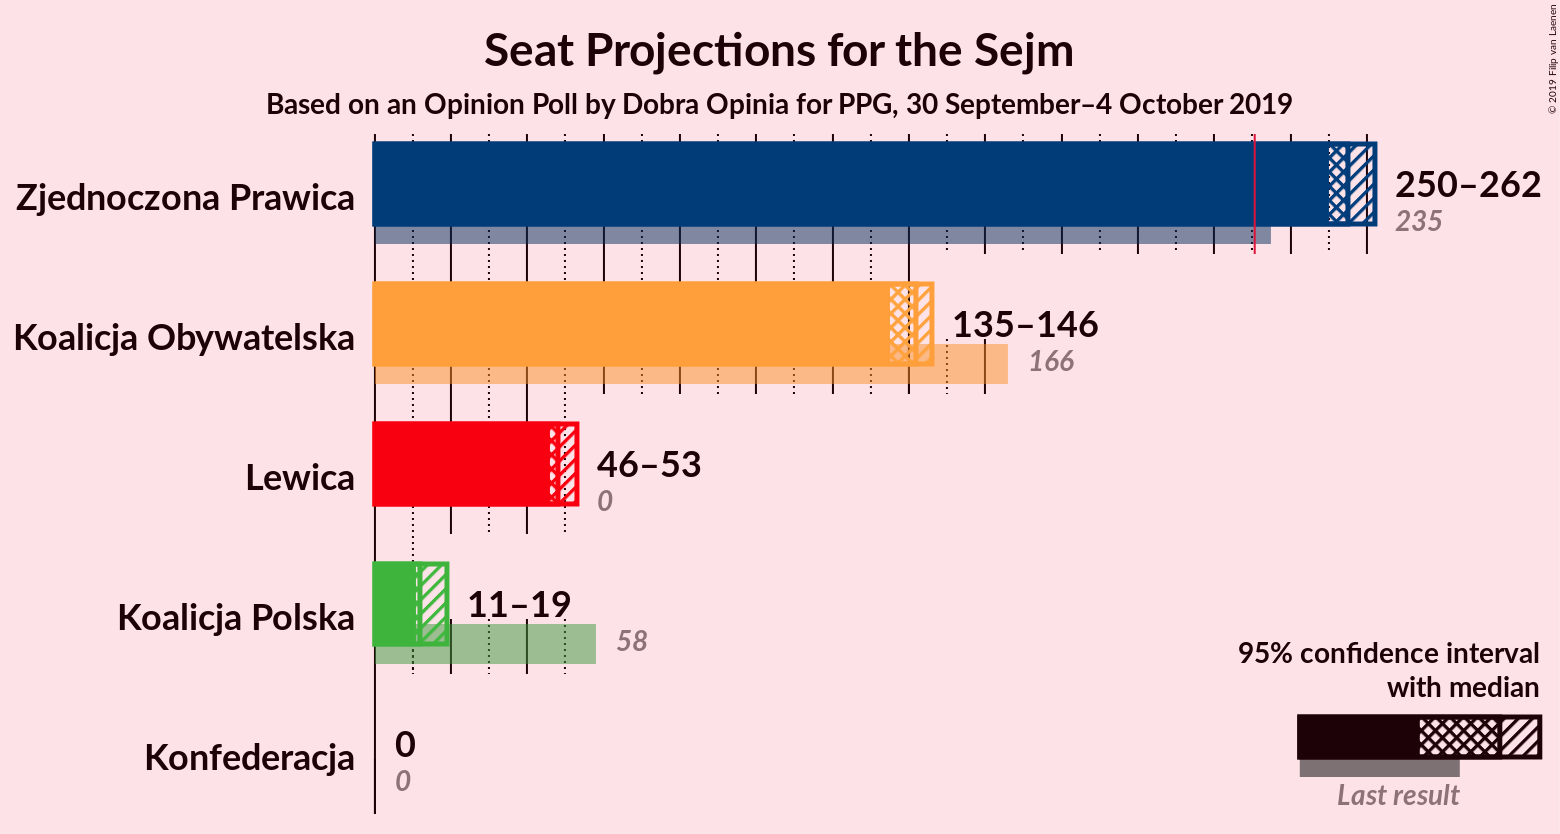 Seat Projections for the Sejm
Based on an Opinion Poll by Dobra Opinia for PPG, 30 September–4 October 2019
© 2019 Filip van Laenen
Zjednoczona Prawica
250–262
235
Koalicja Obywatelska
135–146
166
Lewica
46–53
0
Koalicja Polska
11–19
58
Konfederacja
0
0
95% confidence interval
with median
Last result